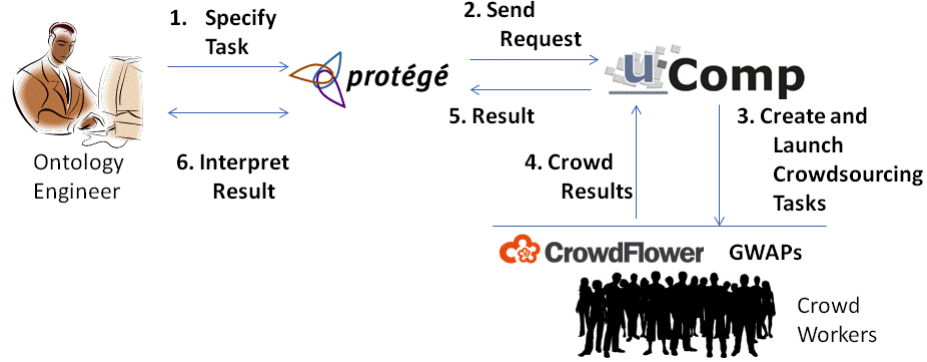 1. Specify
Task
2. Send
Request
protégé
uComp
5. Result
3. Create and
Launch
Crowdsourcing
Tasks
Ontology
Engineer
6. Interpret
Result
4. Crowd
Results
CrowdFlower
GWAPs
Crowd
Workers